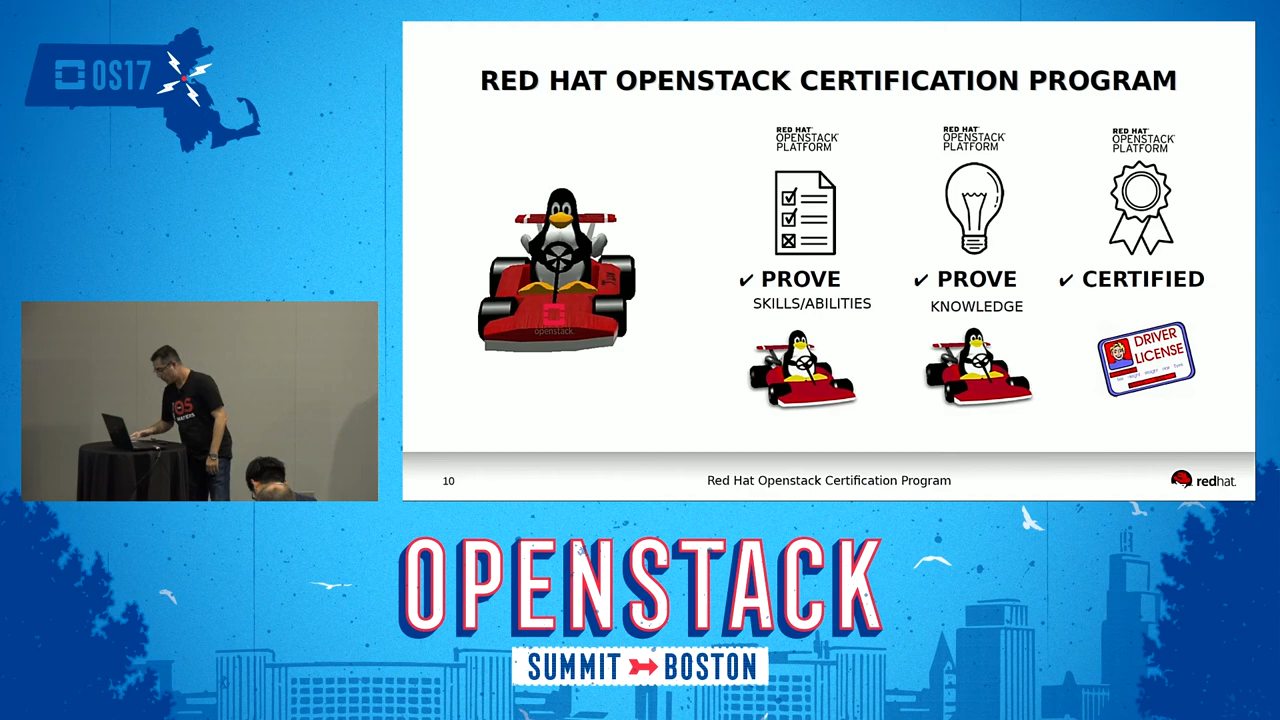 OS17
RED HAT OPENSTACK CERTIFICATION PROGRAM
RED HAT
OPENSTACK
PLATFORM
RED HAT
OPENSTACK
PLATFORM
RED HAT
OPENSTACK
PLATFORM
Tux
openstack.
✔ PROVE
SKILLS/ABILITIES
✔ PROVE
KNOWLEDGE
✔ CERTIFIED
DRIVER
LICENSE
10
Red Hat Openstack Certification Program
redhat.
OPENSTACK
SUMMIT BOSTON